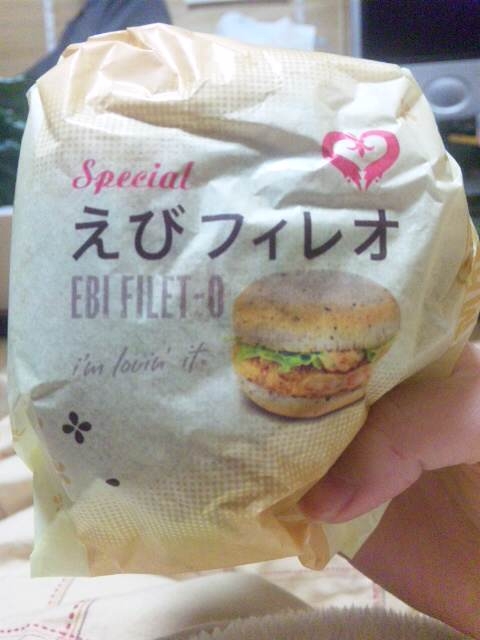 Special
えびフィレオ
EBI FILET-O
i'm lovin' it.